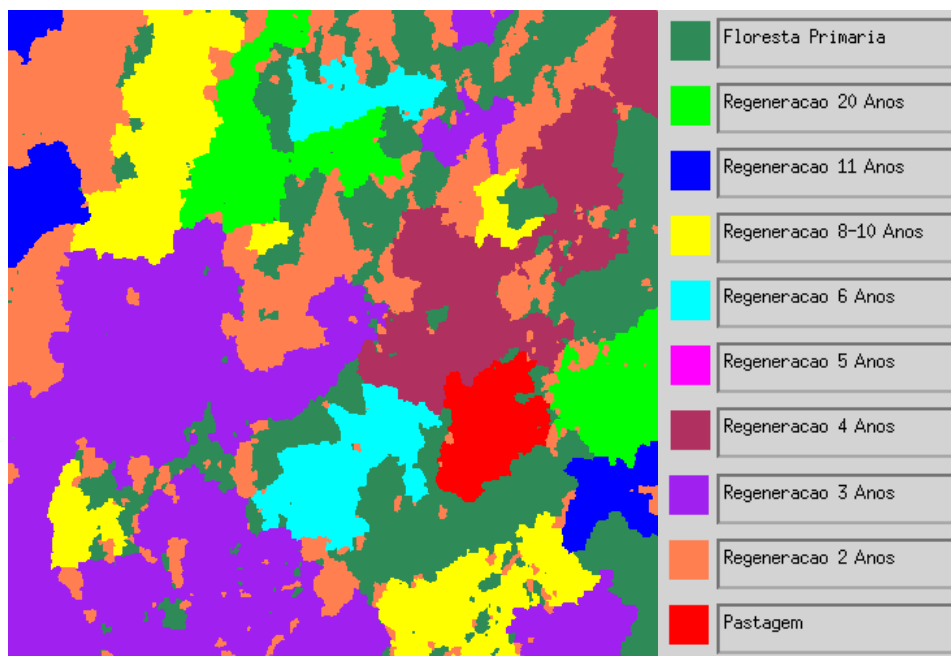 Floresta Primaria
Regeneracao 20 Anos
Regeneracao 11 Anos
Regeneracao 8-10 Anos
Regeneracao 6 Anos
Regeneracao 5 Anos
Regeneracao 4 Anos
Regeneracao 3 Anos
Regeneracao 2 Anos
Pastagem